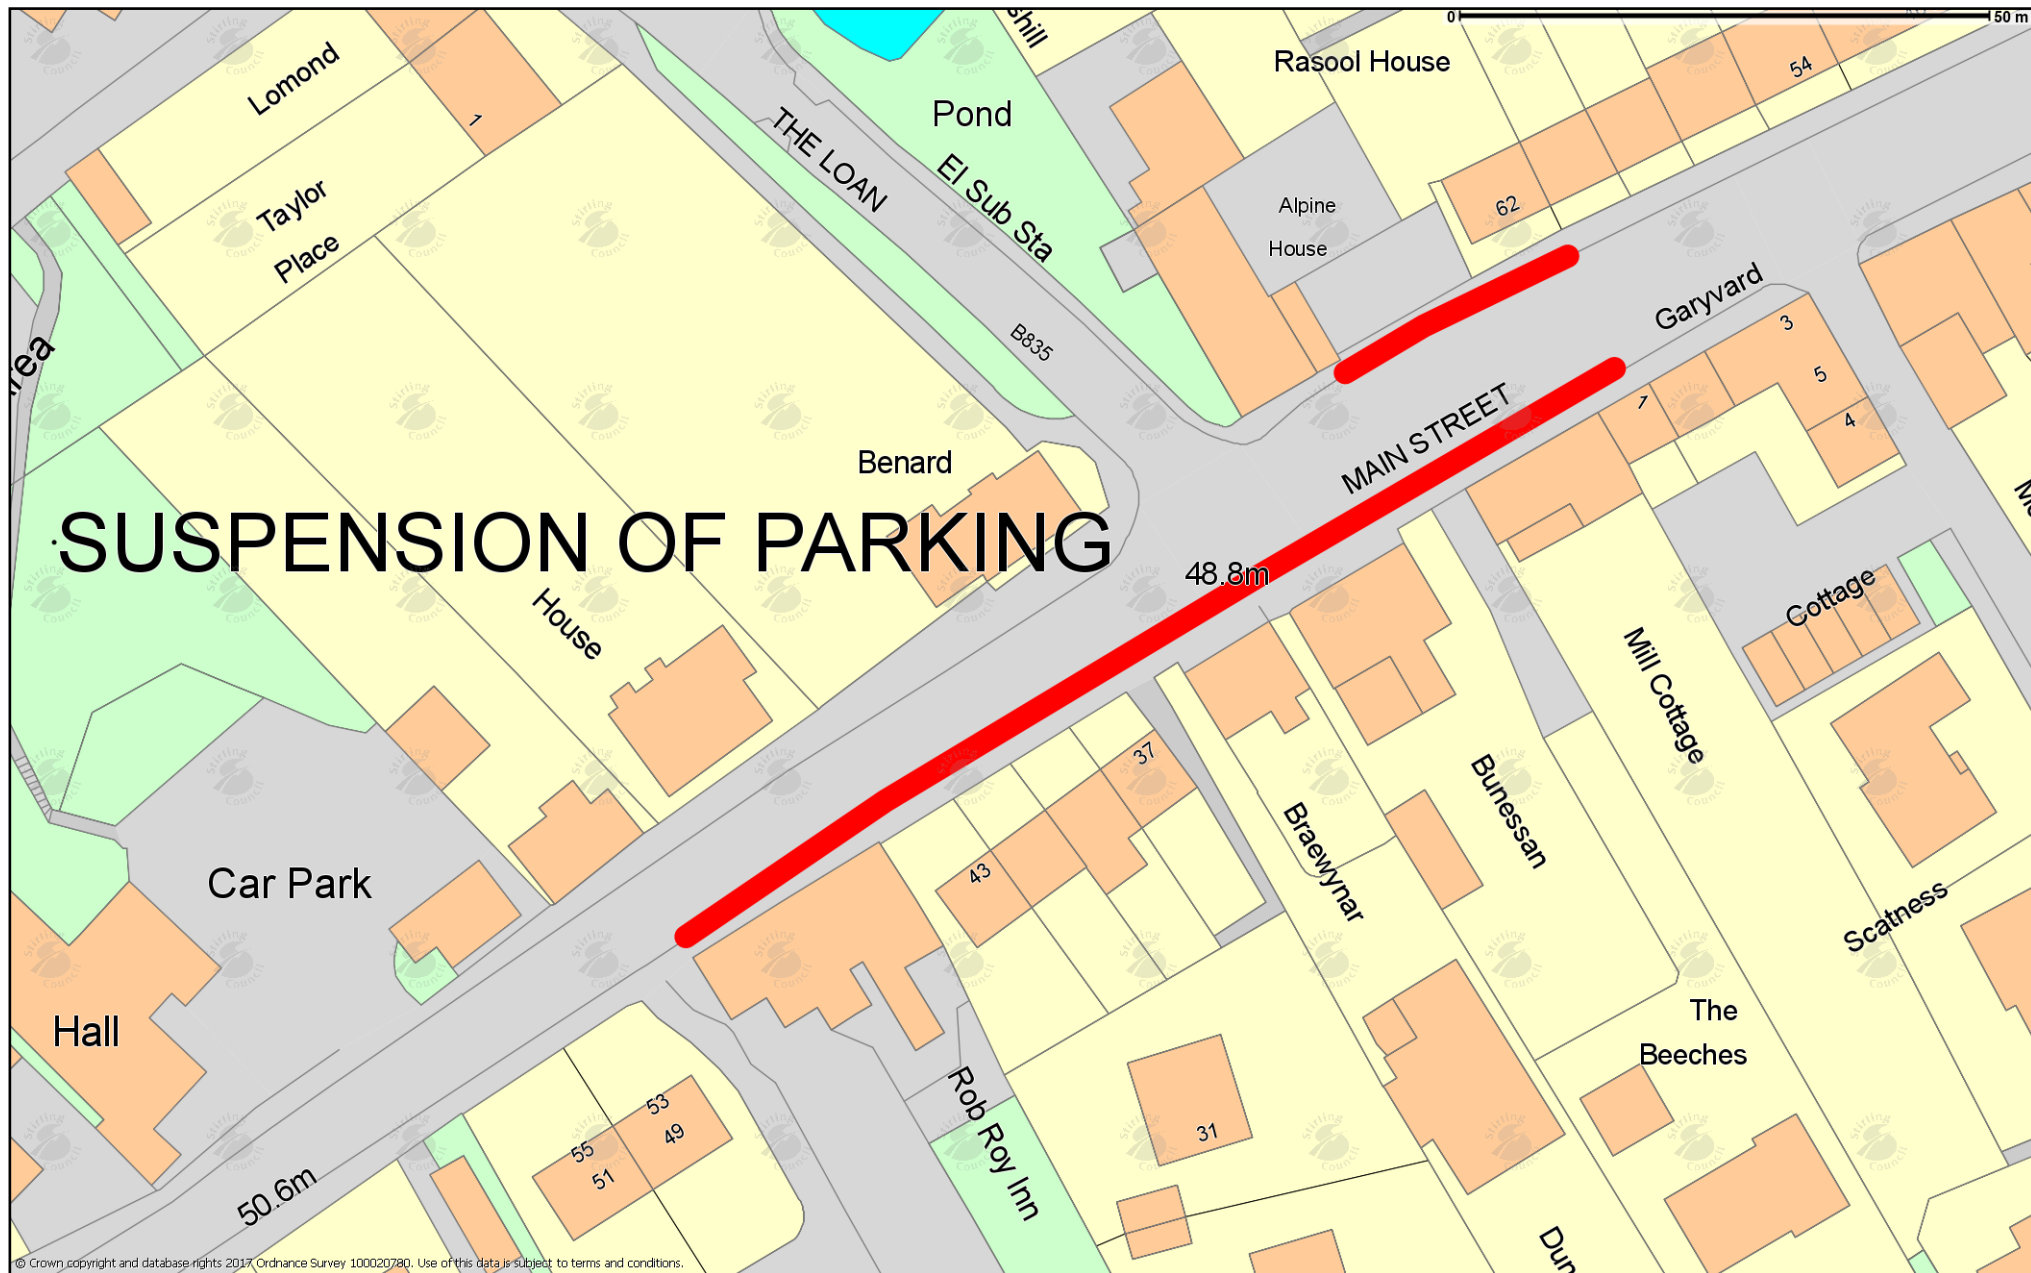 0 50 m
Rasool House
54
Lomond
1
Pond
THE LOAN
El Sub Sta
Taylor
Place
Alpine
House
62
B835
Garyvard
3
5
4
1
MAIN STREET
Benard
SUSPENSION OF PARKING
48.8m
House
Cottage
Mill Cottage
37
43
Bunessan
Braewynar
Car Park
Scatness
Hall
The
Beeches
Rob Roy Inn
31
53
49
55
51
50.6m
© Crown copyright and database rights 2017 Ordnance Survey 100020780. Use of this data is subject to terms and conditions.
Stirling
Council